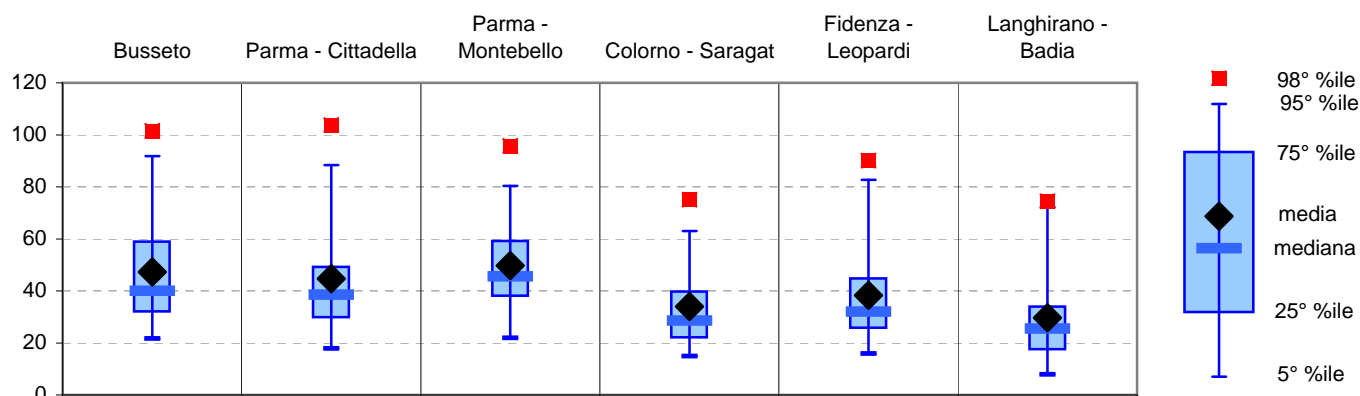 Busseto
Parma - Cittadella
Parma -
Montebello
Colorno - Saragat
Fidenza -
Leopardi
Langhirano -
Badia
120
100
80
60
40
20
0
98° %ile
95° %ile
75° %ile
media
mediana
25° %ile
5° %ile